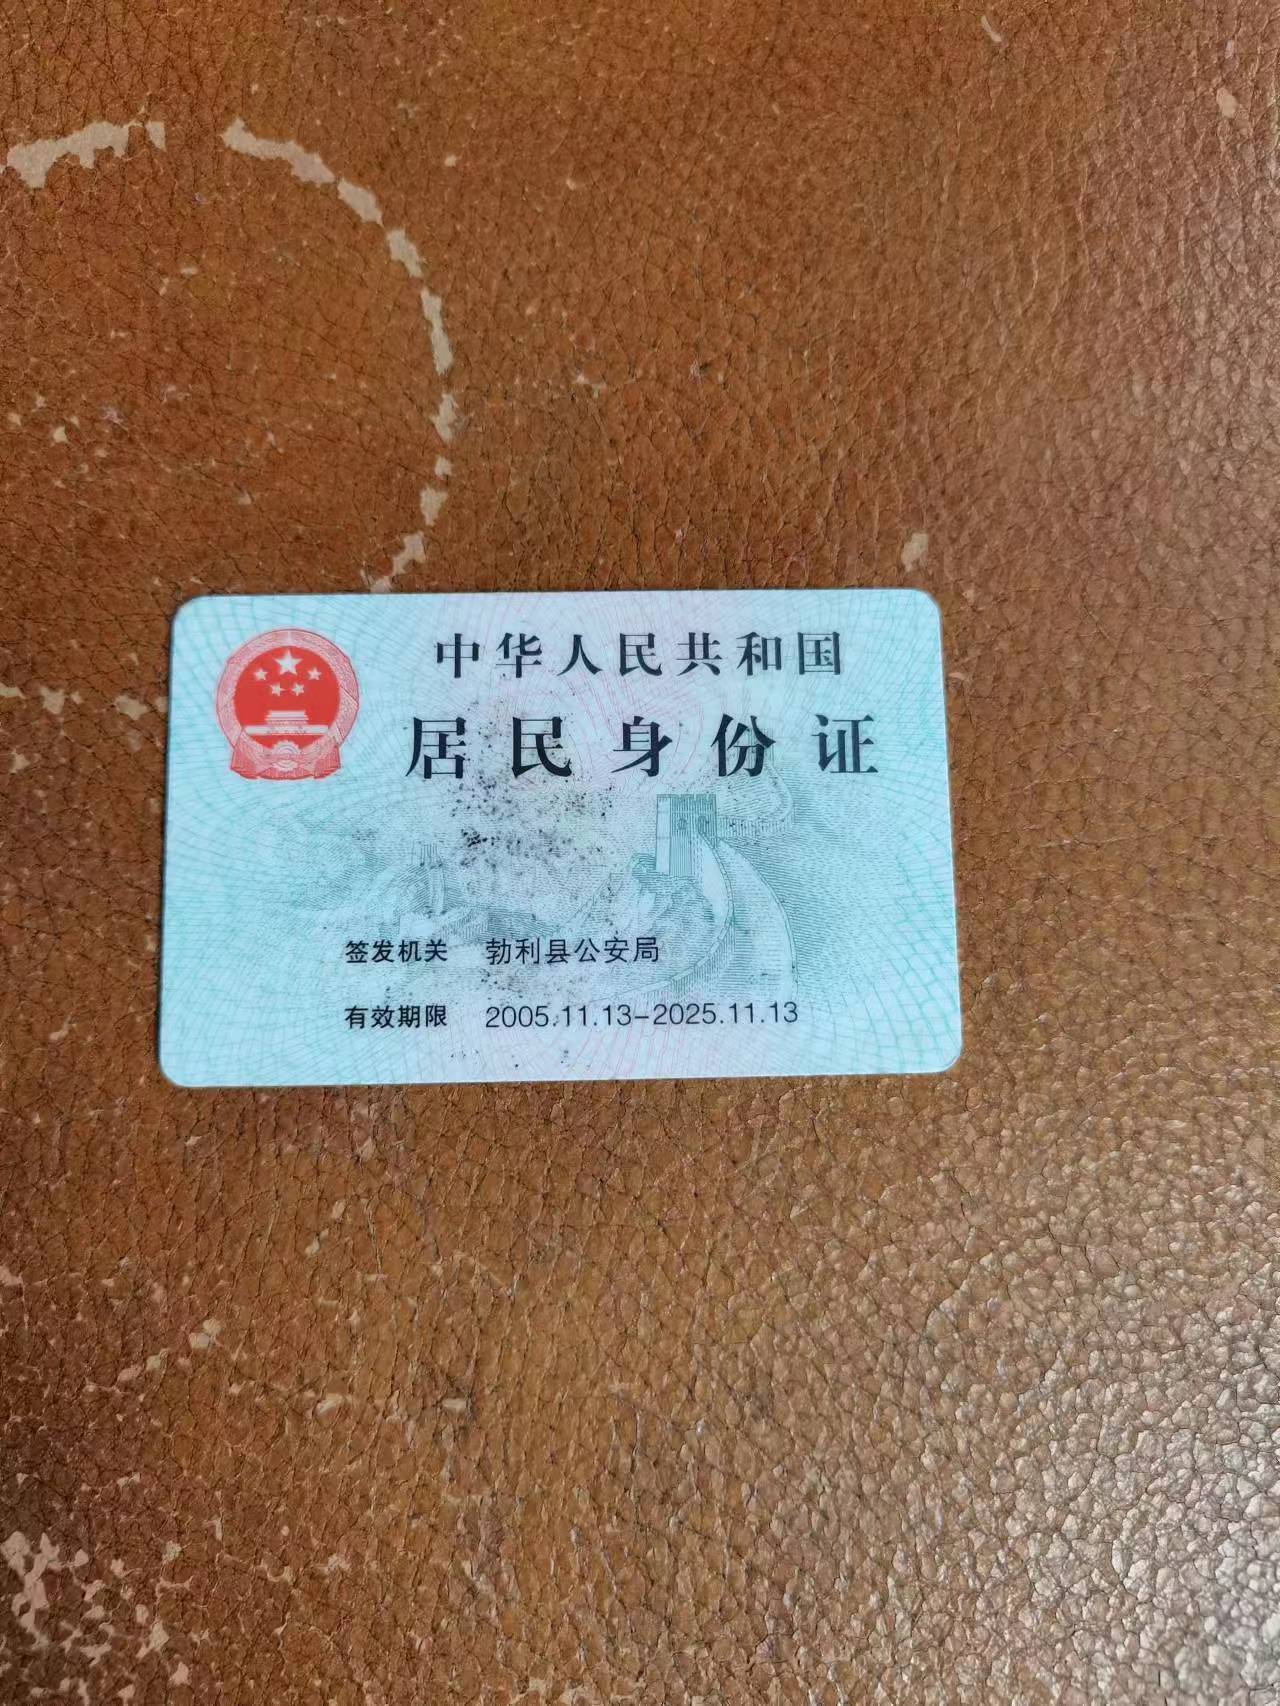 中华人民共和国
居民身份证
签发机关 勃利县公安局
有效期限 2005.11.13-2025.11.13